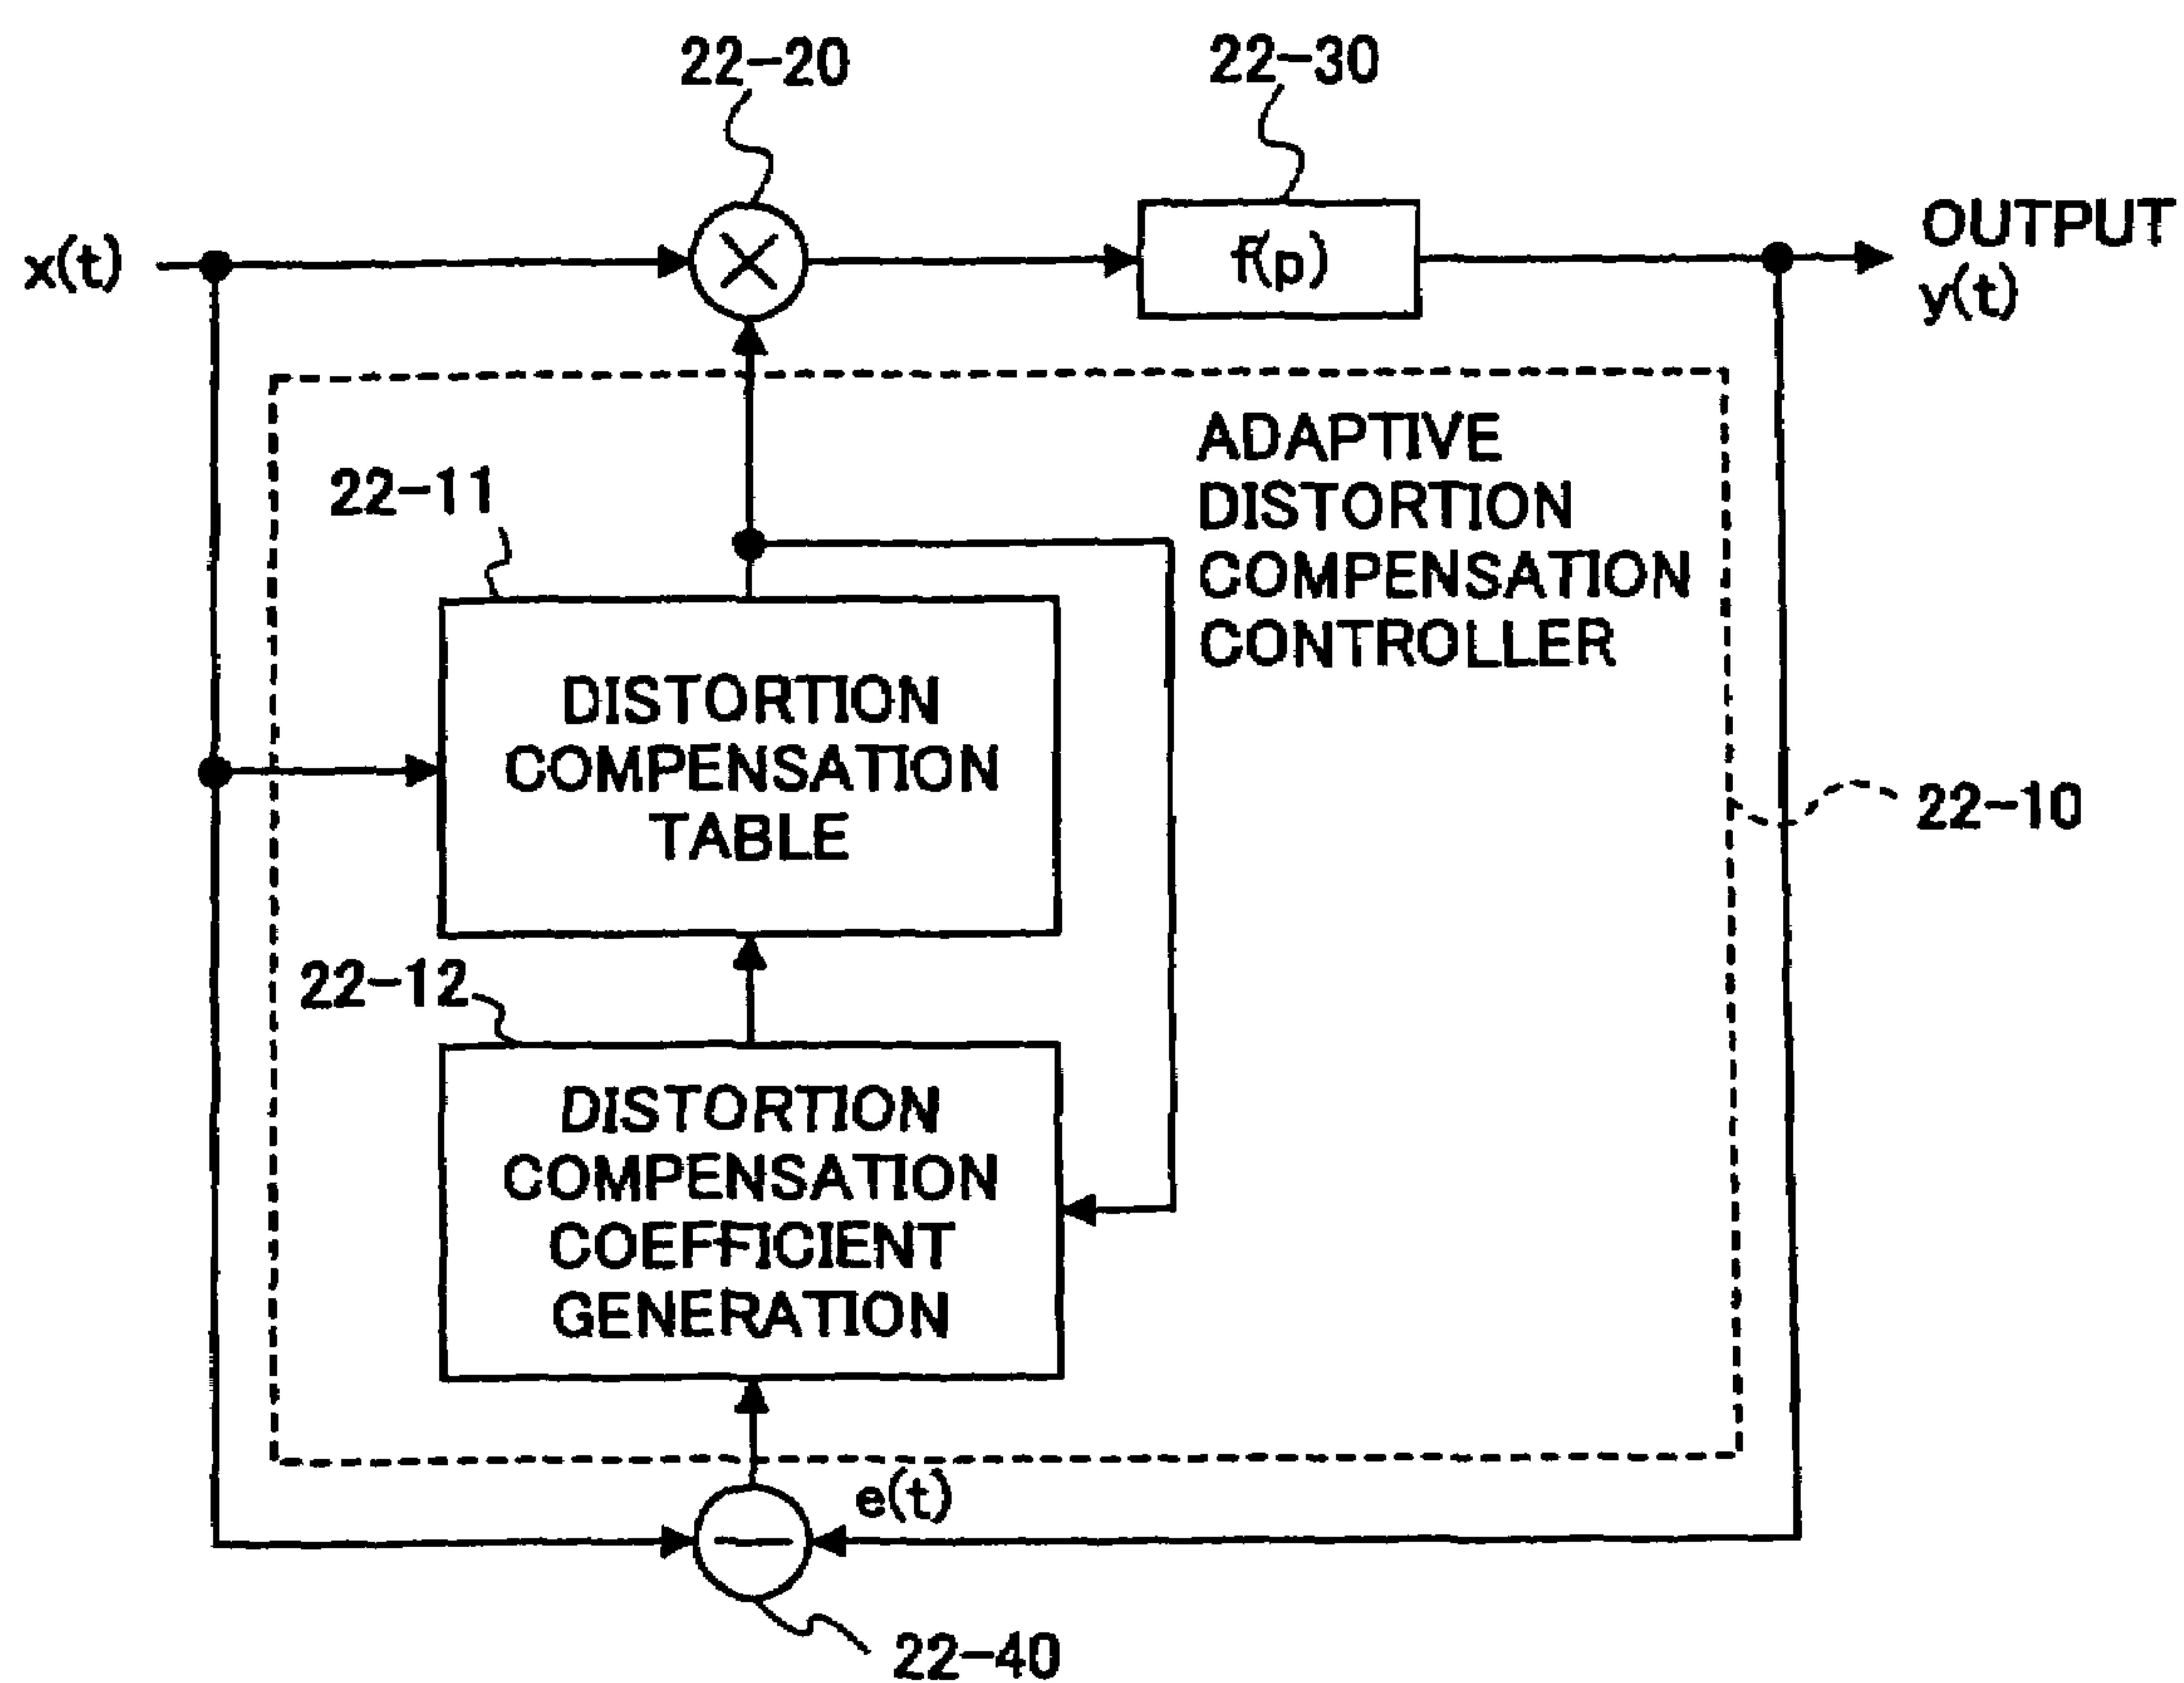 22-20
22-30
x(t)
f(p)
OUTPUT
y(t)
ADAPTIVE
DISTORTION
COMPENSATION
CONTROLLER
22-11
DISTORTION
COMPENSATION
TABLE
22-10
22-12
DISTORTION
COMPENSATION
COEFFICIENT
GENERATION
e(t)
22-40